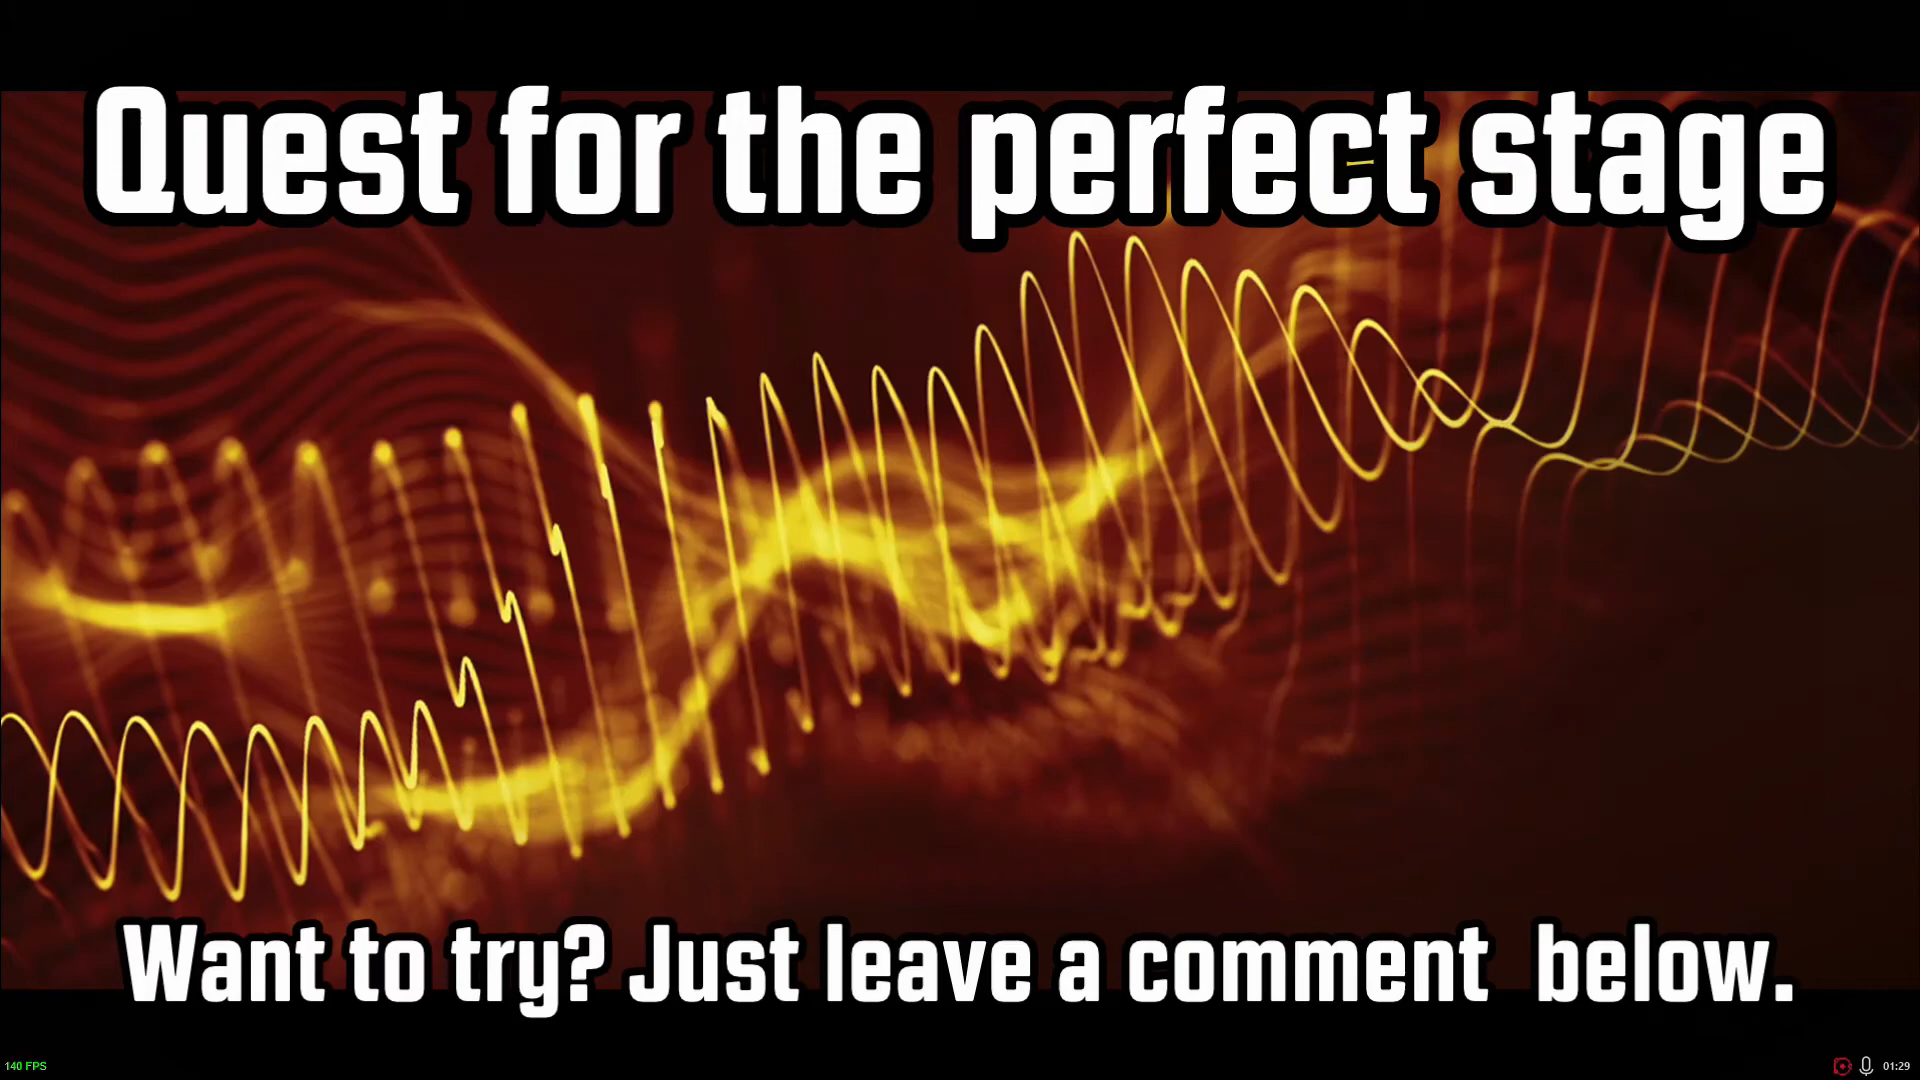 Quest for the perfect stage
Want to try? Just leave a comment below.
140 FPS
01:29